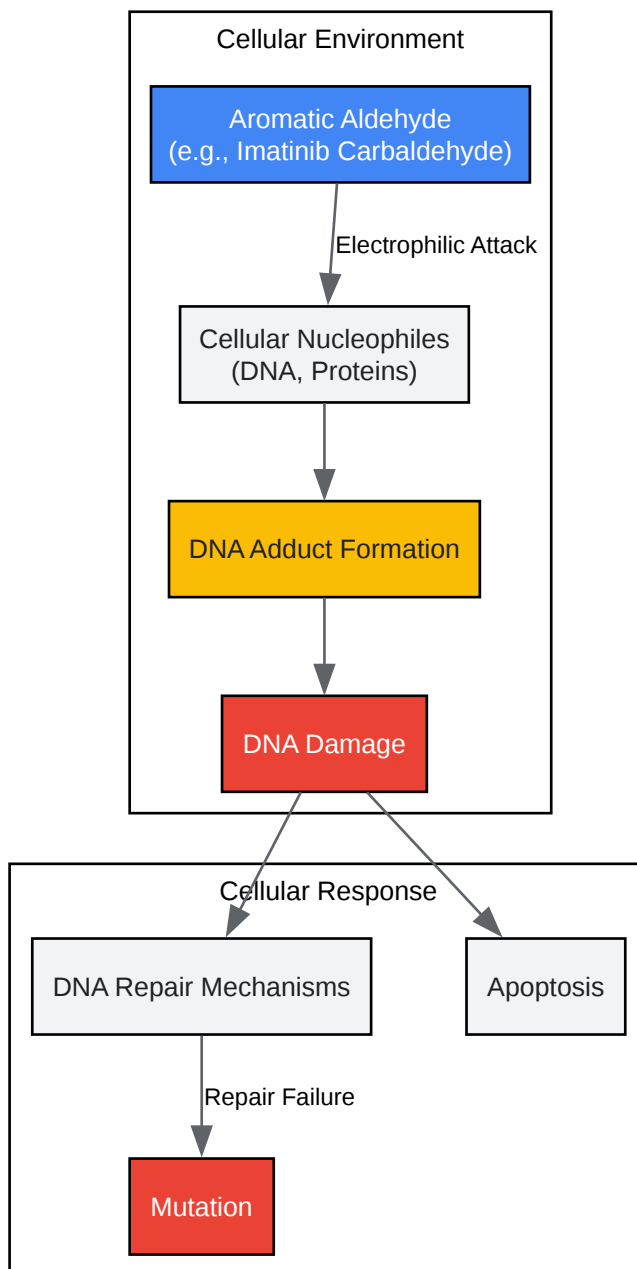 Cellular Environment
Aromatic Aldehyde
(e.g., Imatinib Carbaldehyde)
Electrophilic Attack
Cellular Nucleophiles
(DNA, Proteins)
DNA Adduct Formation
DNA Damage
Cellular Response
DNA Repair Mechanisms
Apoptosis
Repair Failure
Mutation